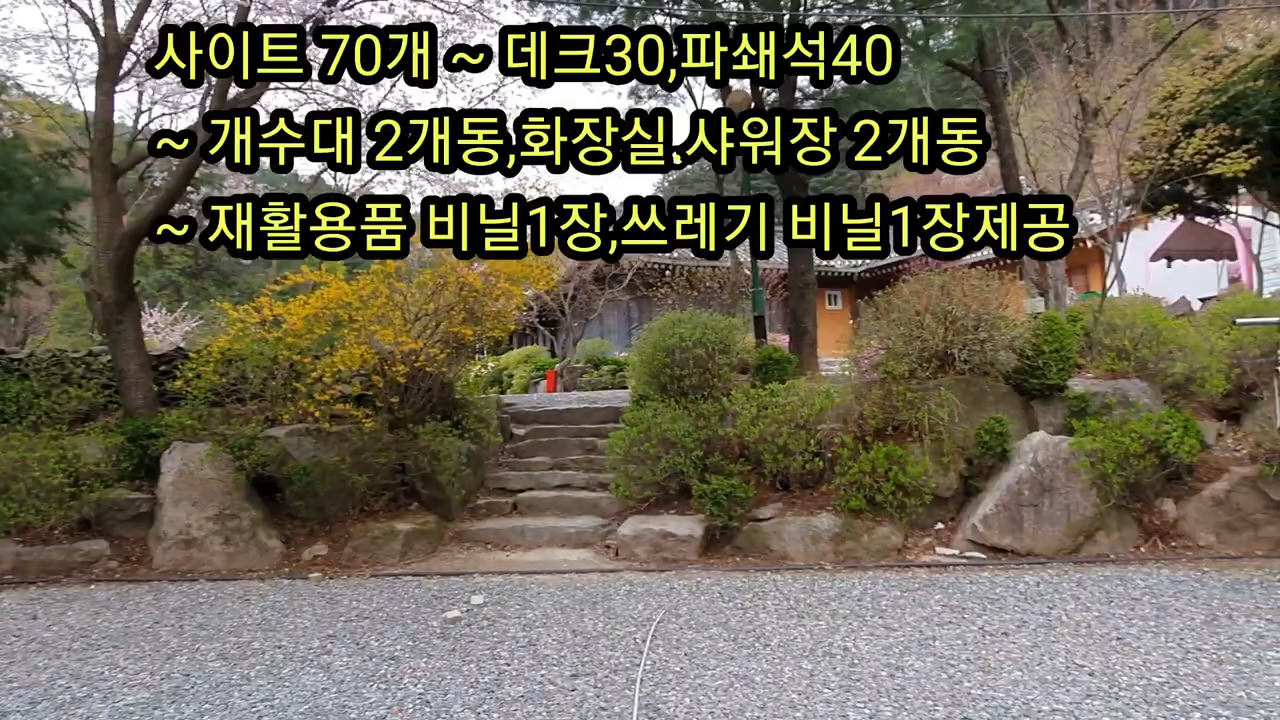 사이트 70개 ~ 데크30,파쇄석40
~ 개수대 2개동,화장실.샤워장 2개동
~ 재활용품 비닐1장,쓰레기 비닐1장제공